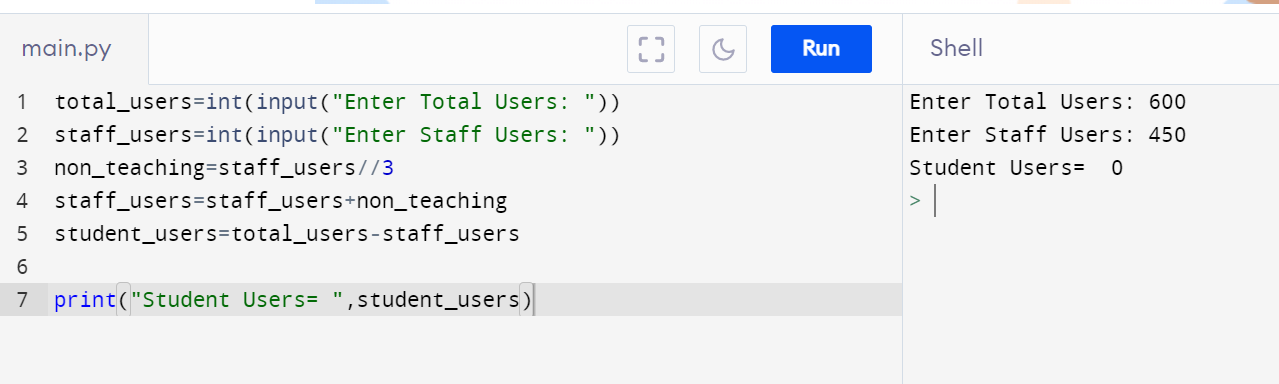 main.py
Run
Shell
1 total_users=int(input("Enter Total Users: "))
2 staff_users=int(input("Enter Staff Users: "))
3 non_teaching=staff_users//3
4 staff_users=staff_users+non_teaching
5 student_users=total_users-staff_users
6
7 print("Student Users= ",student_users)
Enter Total Users: 600
Enter Staff Users: 450
Student Users=  0
>